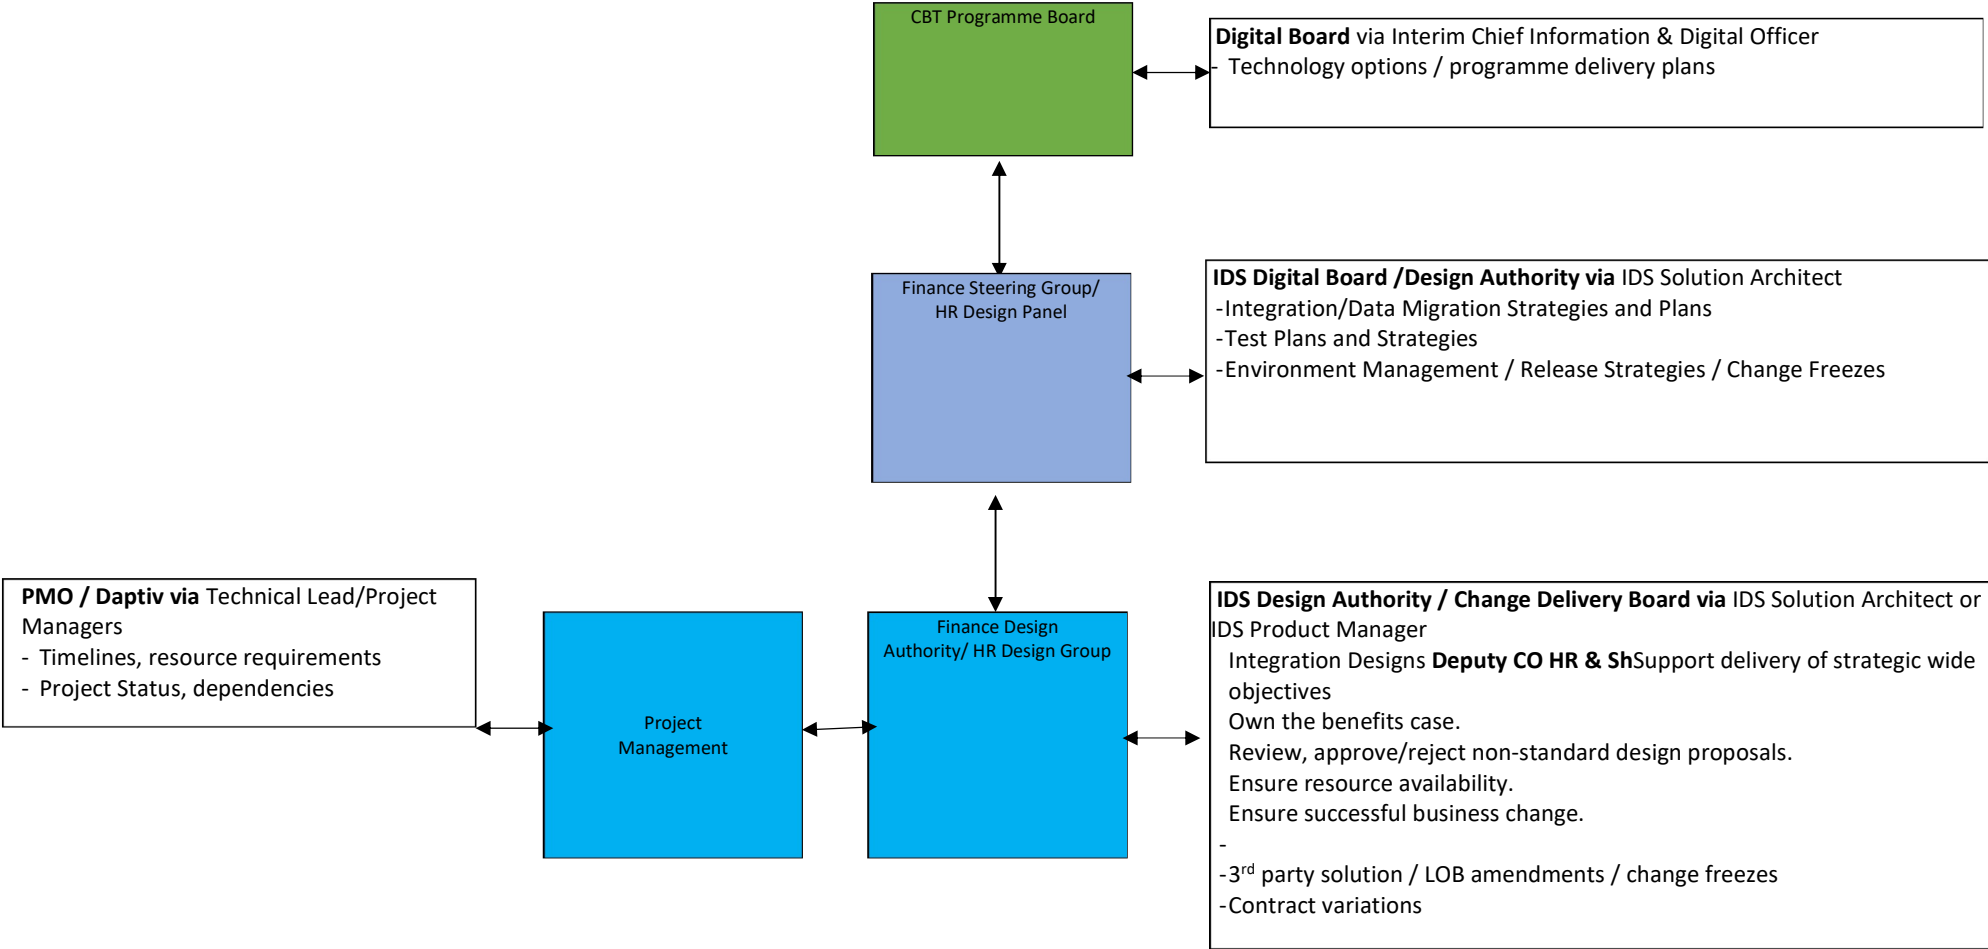 CBT Programme Board
Digital Board via Interim Chief Information & Digital Officer
- Technology options / programme delivery plans
Finance Steering Group/
HR Design Panel
IDS Digital Board /Design Authority via IDS Solution Architect
-Integration/Data Migration Strategies and Plans
-Test Plans and Strategies
-Environment Management / Release Strategies / Change Freezes
PMO / Daptiv via Technical Lead/Project
Managers
- Timelines, resource requirements
- Project Status, dependencies
Project
Management
Finance Design
Authority/ HR Design Group
IDS Design Authority / Change Delivery Board via IDS Solution Architect or
IDS Product Manager
Integration Designs Deputy CO HR & ShSupport delivery of strategic wide
objectives
Own the benefits case.
Review, approve/reject non-standard design proposals.
Ensure resource availability.
Ensure successful business change.
-
-3rd party solution / LOB amendments / change freezes
-Contract variations